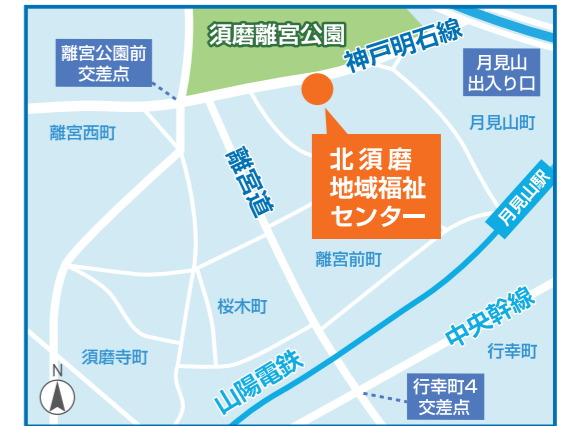 須磨離宮公園
神戸明石線
離宮公園前
交差点
月見山
出入り口
離宮西町
月見山町
北須磨
地域福祉
センター
離宮道
月見山駅
離宮前町
桜木町
中央幹線
須磨寺町
山陽電鉄
行幸町
行幸町4
交差点
N